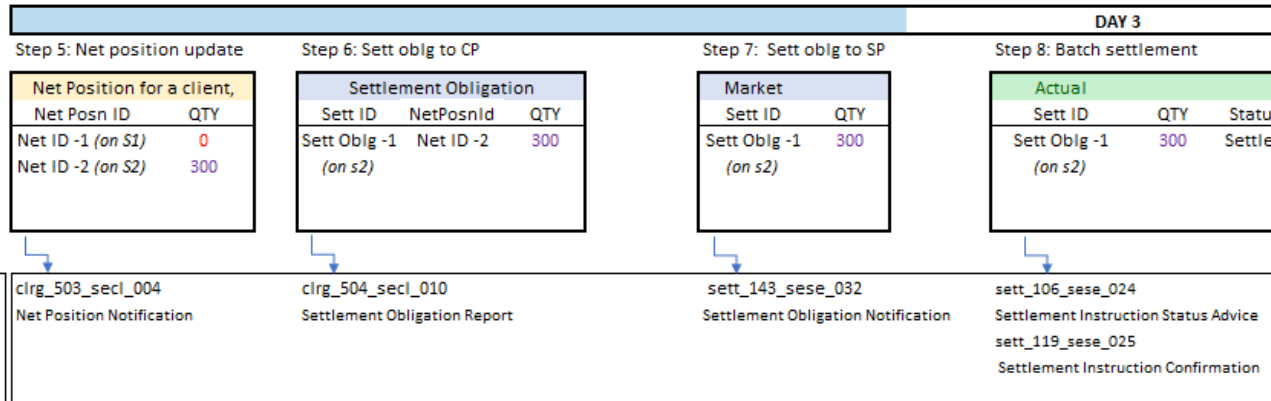 DAY 3
Step 5: Net position update
Step 6: Sett oblg to CP
Step 7: Sett oblg to SP
Step 8: Batch settlement
Net Position for a client,
Net Posn ID QTY
Net ID -1 (on S1) 0
Net ID -2 (on S2) 300
Settlement Obligation
Sett ID NetPosnId QTY
Sett Oblg -1 Net ID -2 300
(on s2)
Market
Sett ID QTY
Sett Oblg -1 300
(on s2)
Actual
Sett ID QTY Statu
Sett Oblg -1 300 Settle
(on s2)
clrg_503_secl_004
Net Position Notification
clrg_504_secl_010
Settlement Obligation Report
sett_143_sese_032
Settlement Obligation Notification
sett_106_sese_024
Settlement Instruction Status Advice
sett_119_sese_025
Settlement Instruction Confirmation